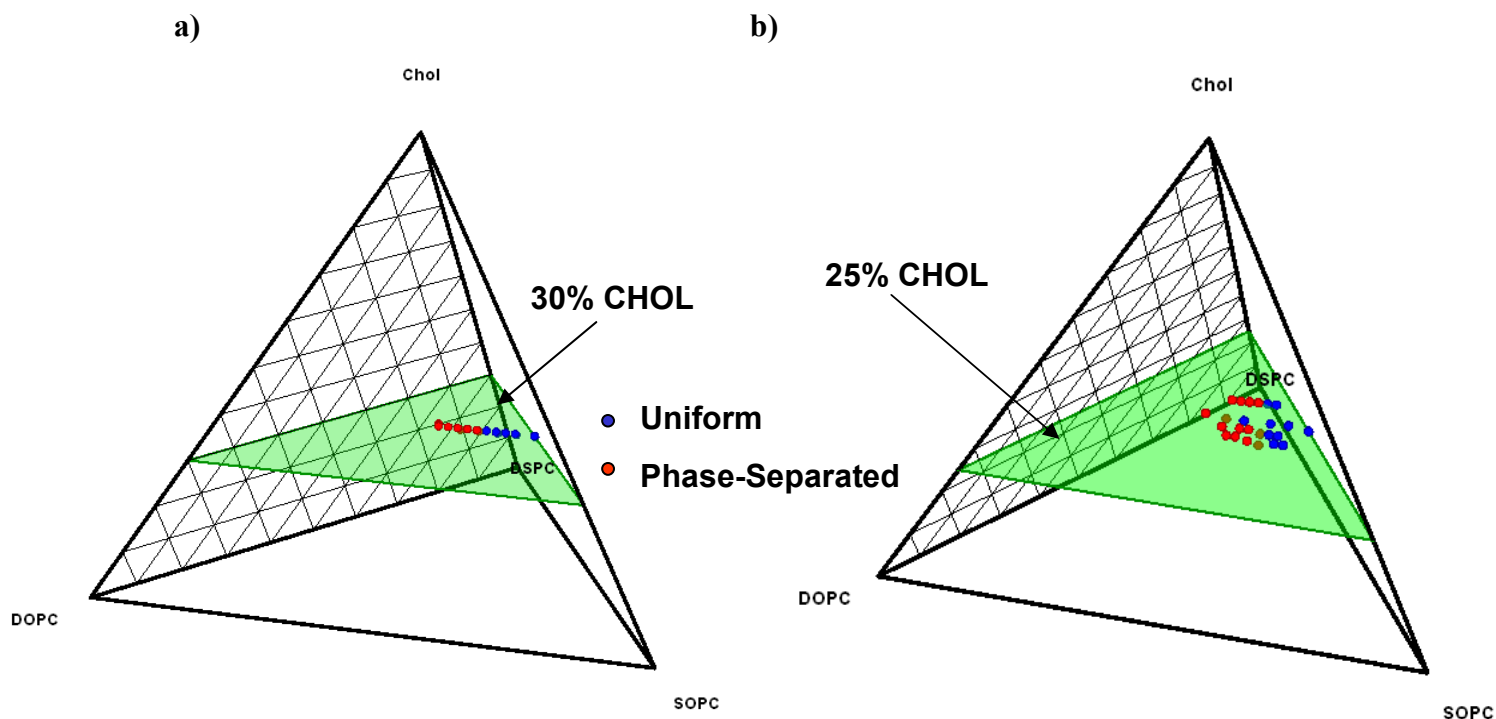 a)
b)
Chol
Chol
30% CHOL
25% CHOL
Uniform
Phase-Separated
DSPC
DSPC
DOPC
DOPC
SOPC
SOPC